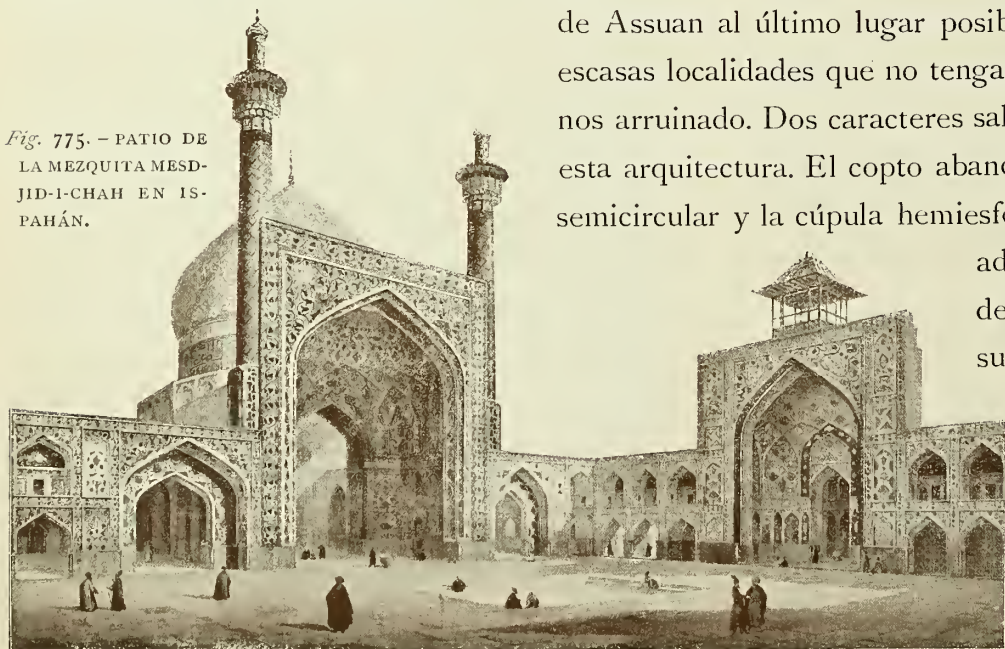 Fig. 775. – PATIO DE
LA MEZQUITA MESD-
JID-I-CHAH EN IS-
PAHÁN.
de Assuan al último lugar posib
escasas localidades que no tenga
nos arruinado. Dos caracteres sal
esta arquitectura. El copto aband
semicircular y la cúpula hemiesf
ad
de
su